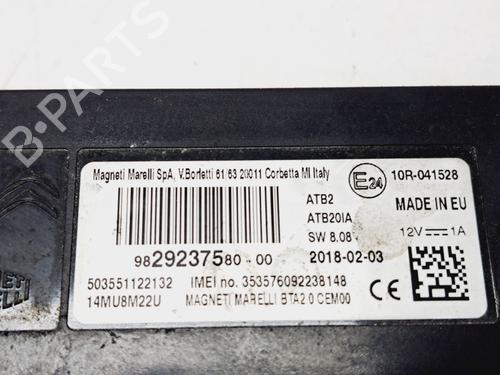 B-PARTS
Magneti Marelli SpA, V.Borletti 61/63 20011 Corbetta MI Italy
E24
10R-041528
ATB2
MADE IN EU
ATB20IA
SW 8.08
12V 1A
9829237580-00
2018-02-03
503551122132
IMEI no. 353576092238148
14MU8M22U
MAGNETI MARELLI BTA2.0 CEM00